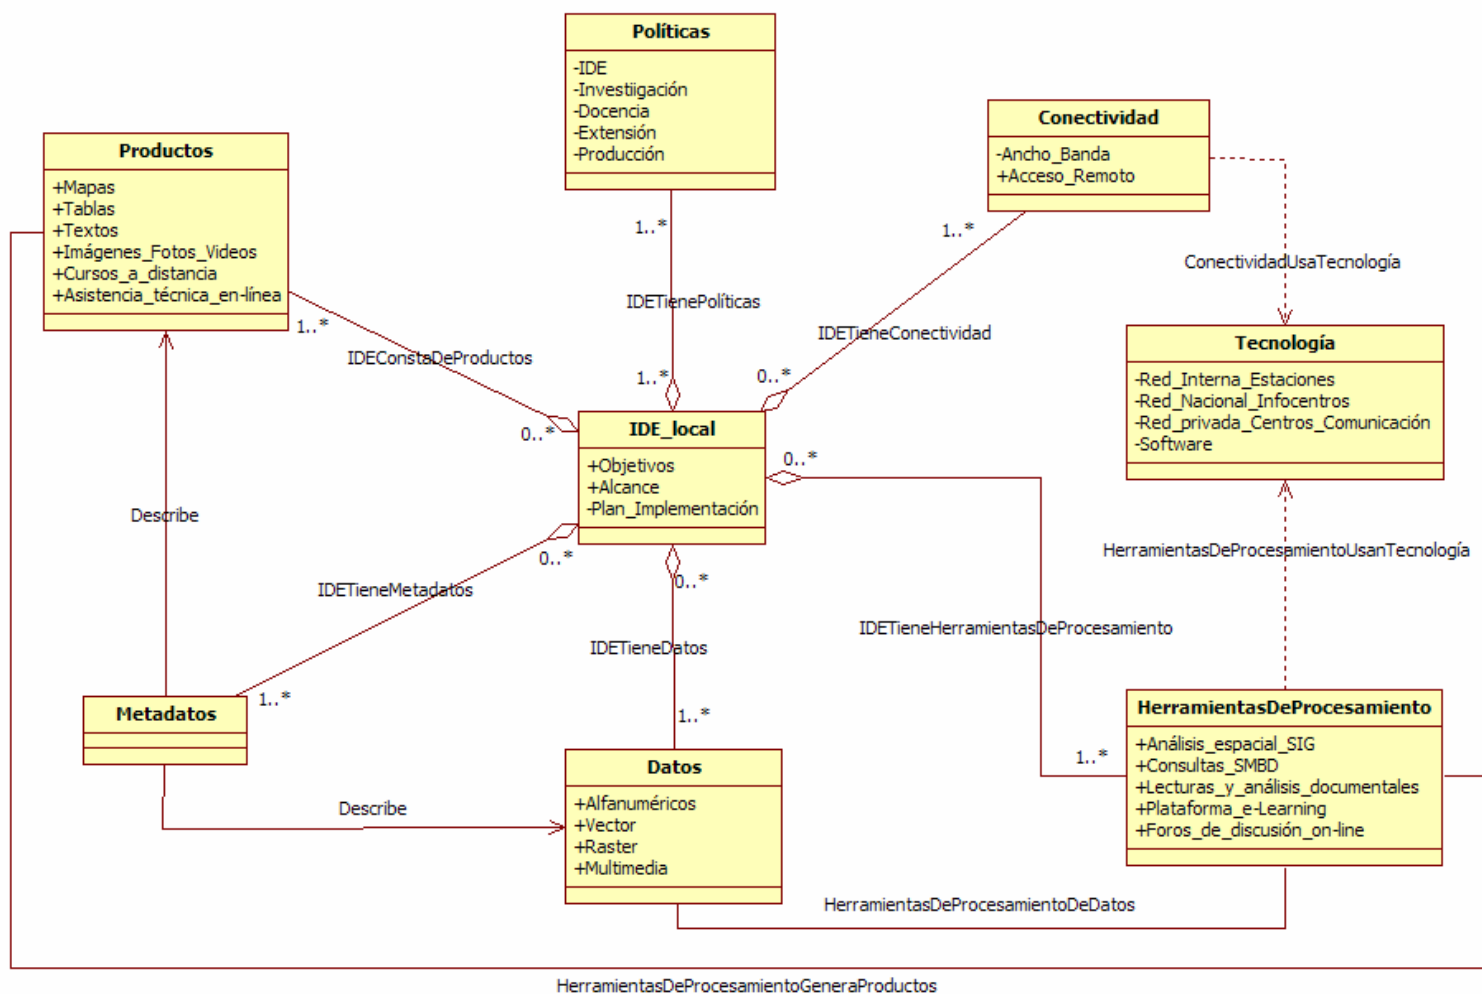 Políticas
-IDE
-Investiigación
-Docencia
-Extensión
-Producción
Conectividad
-Ancho_Banda
+Acceso_Remoto
Productos
+Mapas
+Tablas
+Textos
+Imágenes_Fotos_Videos
+Cursos_a_distancia
+Asistencia_técnica_en-línea
1..*
1..*
ConectividadUsaTecnología
IDETienePolíticas
1..*
IDETieneConectividad
IDEConstaDeProductos
Tecnología
-Red_Interna_Estaciones
-Red_Nacional_Infocentros
-Red_privada_Centros_Comunicación
-Software
1..*
0..*
0..*
IDE_local
+Objetivos
+Alcance
-Plan_Implementación
0..*
Describe
0..*
0..*
HerramientasDeProcesamientoUsanTecnología
IDETieneMetadatos
IDETieneDatos
IDETieneHerramientasDeProcesamiento
1..*
1..*
Metadatos
HerramientasDeProcesamiento
+Análisis_espacial_SIG
+Consultas_SMBD
+Lecturas_y_análisis_documentales
+Plataforma_e-Learning
+Foros_de_discusión_on-line
1..*
Datos
+Alfanuméricos
+Vector
+Raster
+Multimedia
Describe
HerramientasDeProcesamientoDeDatos
HerramientasDeProcesamientoGeneraProductos